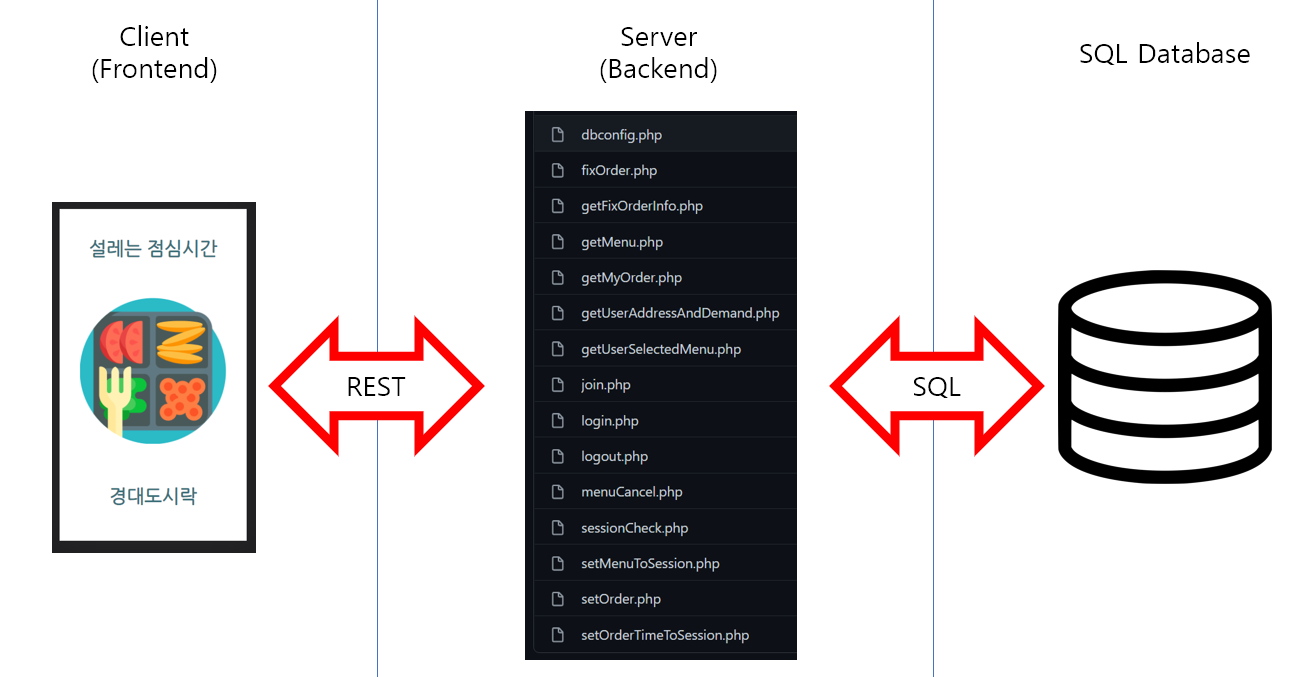 Client
(Frontend)
Server
(Backend)
SQL Database
설레는 점심시간
경대도시락
REST
dbconfig.php
fixOrder.php
getFixOrderInfo.php
getMenu.php
getMyOrder.php
getUserAddressAndDemand.php
getUserSelectedMenu.php
join.php
login.php
logout.php
menuCancel.php
sessionCheck.php
setMenuToSession.php
setOrder.php
setOrderTimeToSession.php
SQL